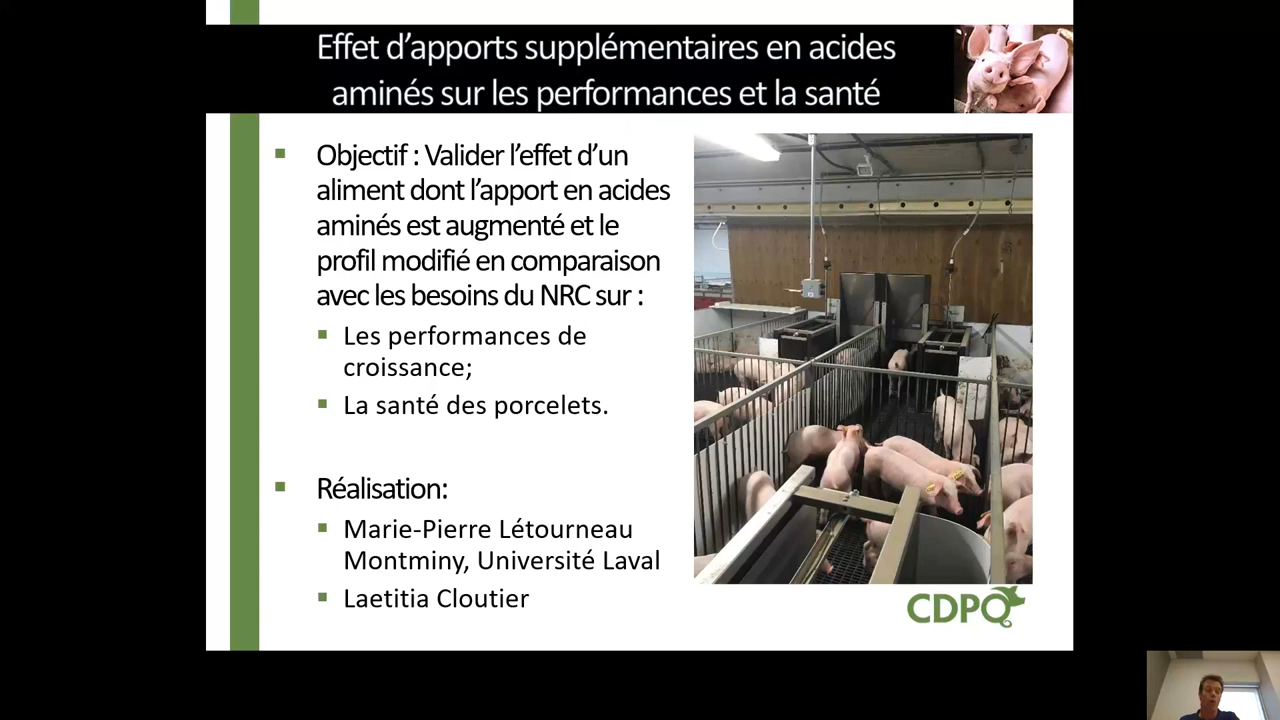 Effet d’apports supplémentaires en acides
aminés sur les performances et la santé
Objectif : Valider l’effet d’un
aliment dont l’apport en acides
aminés est augmenté et le
profil modifié en comparaison
avec les besoins du NRC sur :
Les performances de
croissance;
La santé des porcelets.
Réalisation:
Marie-Pierre Létourneau
Montminy, Université Laval
Laetitia Cloutier
CDPQ